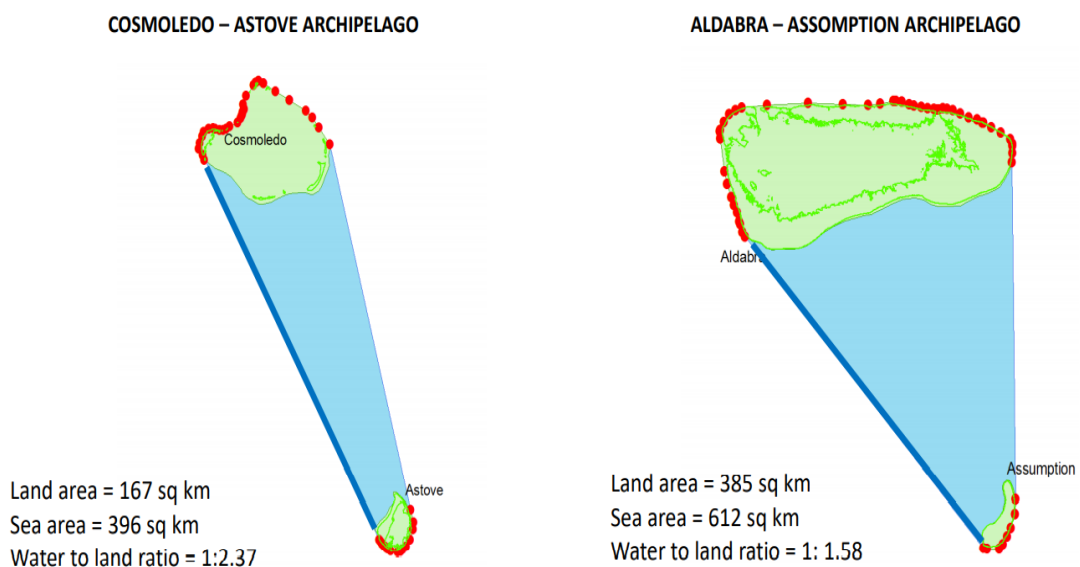 COSMOLEDO – ASTOVE ARCHIPELAGO
Cosmoledo
Astove
Land area = 167 sq km
Sea area = 396 sq km
Water to land ratio = 1:2.37
ALDABRA – ASSOMPTION ARCHIPELAGO
Aldabra
Assumption
Land area = 385 sq km
Sea area = 612 sq km
Water to land ratio = 1: 1.58